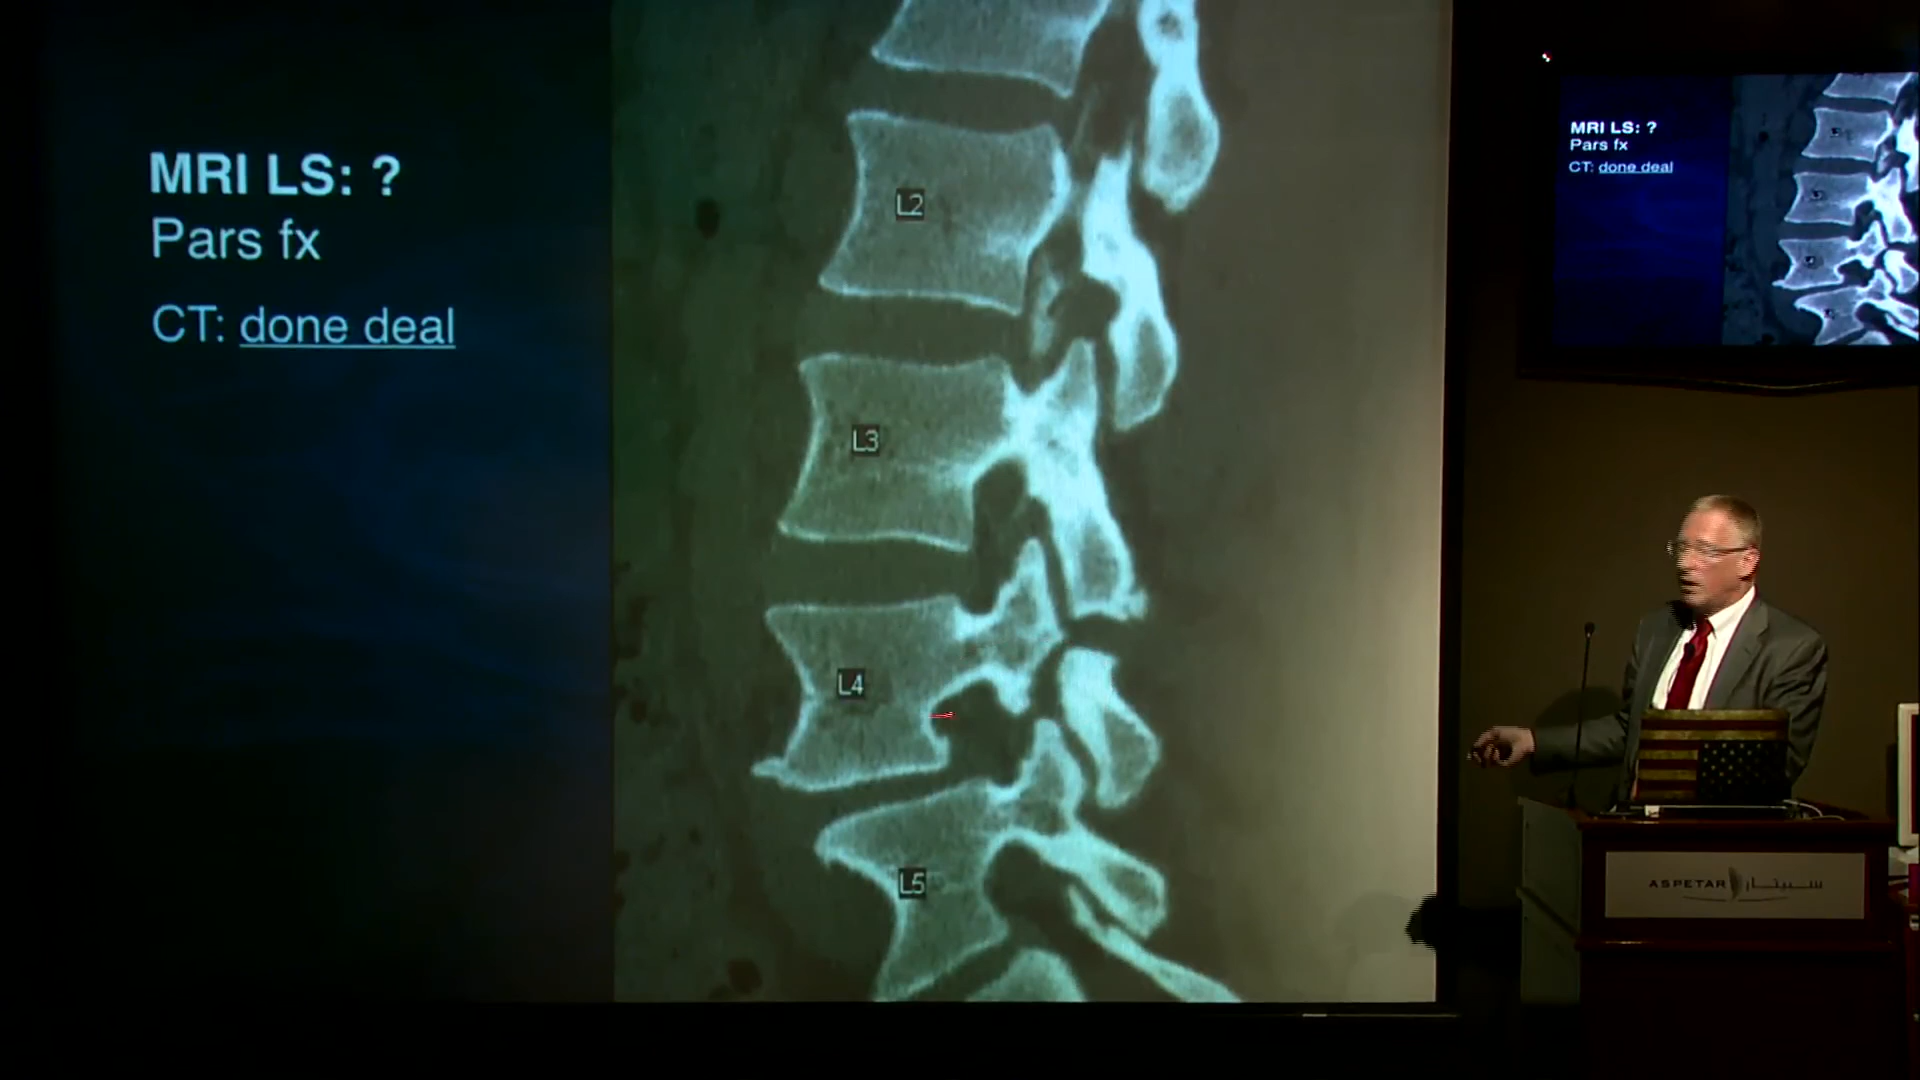 MRI LS: ?
Pars fx
CT: done deal
L2
L3
L4
L5
MRI LS: ?
Pars fx
CT: done deal
ASPETAR سبيتار